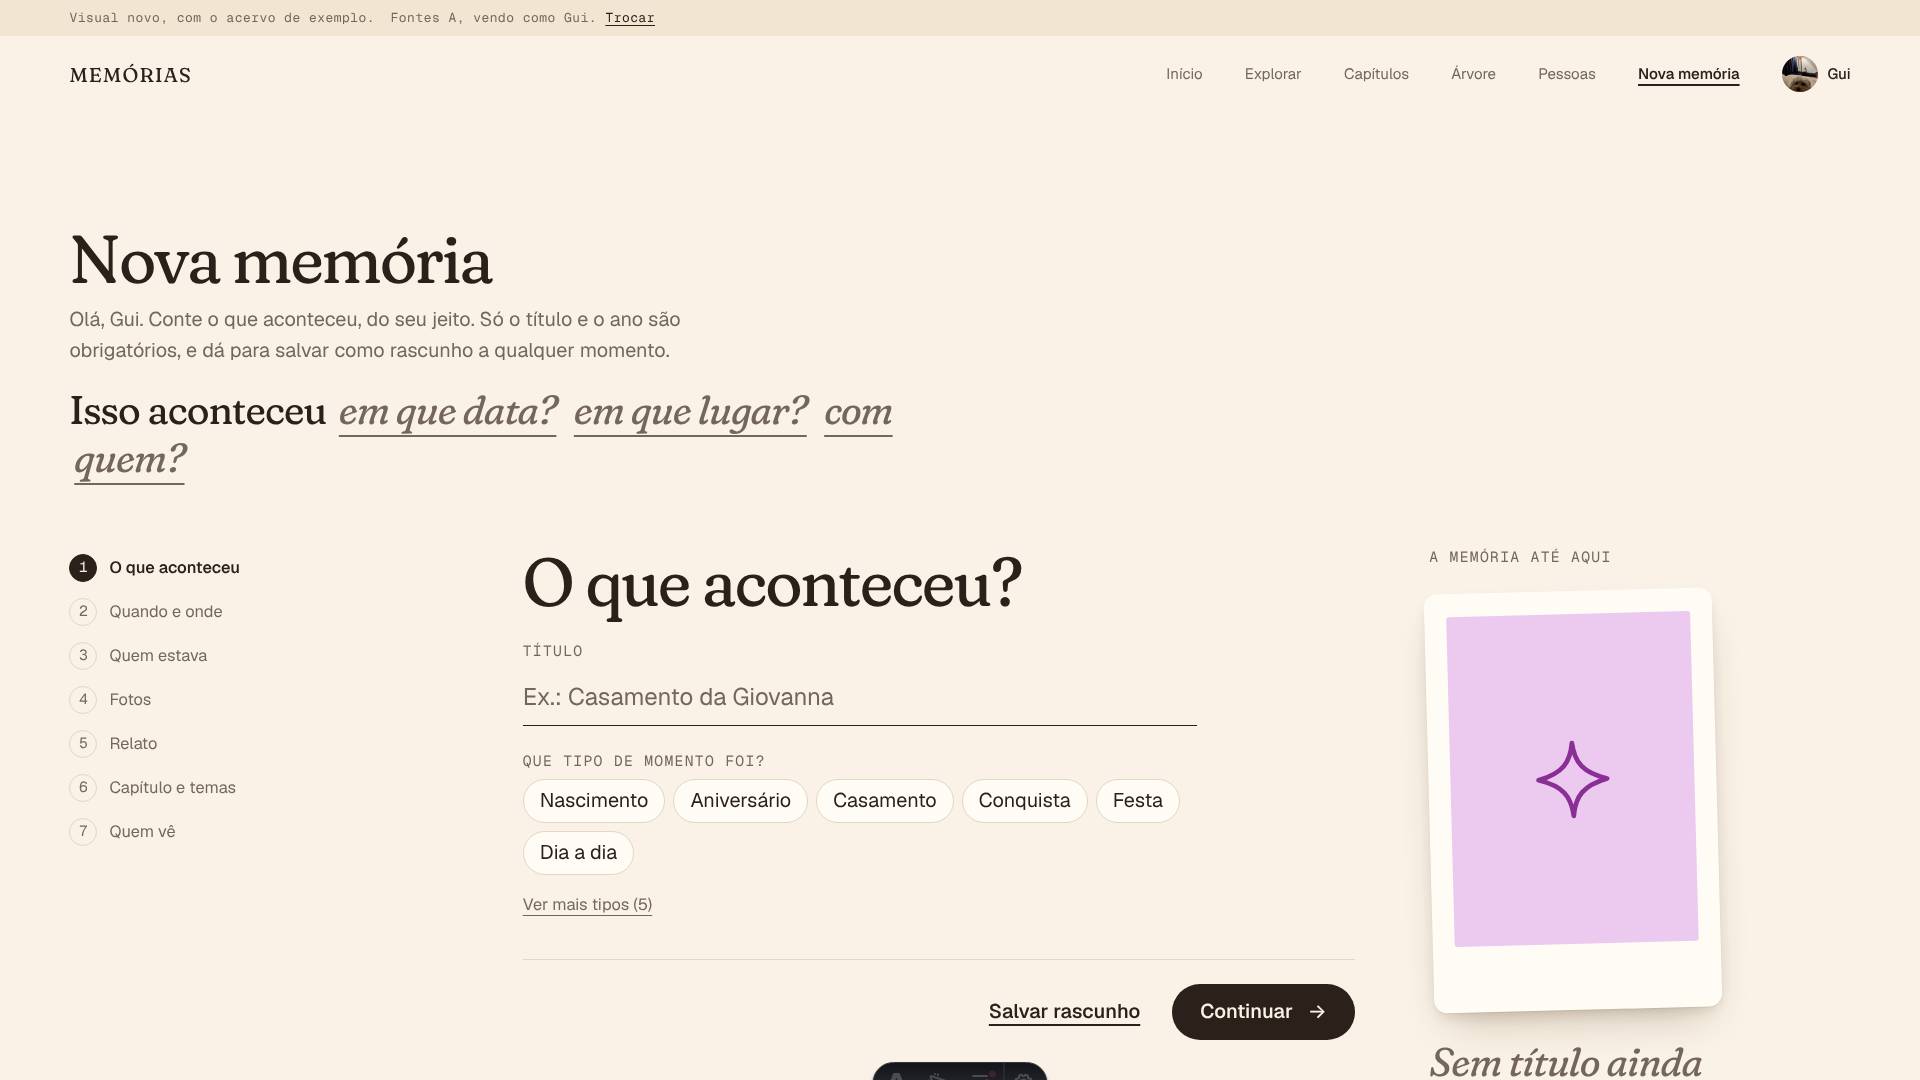 Visual novo, com o acervo de exemplo. Fontes A, vendo como Gui. Trocar
MEMÓRIAS
Início
Explorar
Capítulos
Árvore
Pessoas
Nova memória
Gui
Nova memória
Olá, Gui. Conte o que aconteceu, do seu jeito. Só o título e o ano são
obrigatórios, e dá para salvar como rascunho a qualquer momento.
Isso aconteceu em que data? em que lugar? com
quem?
1 O que aconteceu
2 Quando e onde
3 Quem estava
4 Fotos
5 Relato
6 Capítulo e temas
7 Quem vê
O que aconteceu?
TÍTULO
Ex.: Casamento da Giovanna
QUE TIPO DE MOMENTO FOI?
Nascimento
Aniversário
Casamento
Conquista
Festa
Dia a dia
Ver mais tipos (5)
Salvar rascunho
Continuar →
A MEMÓRIA ATÉ AQUI
Sem título ainda